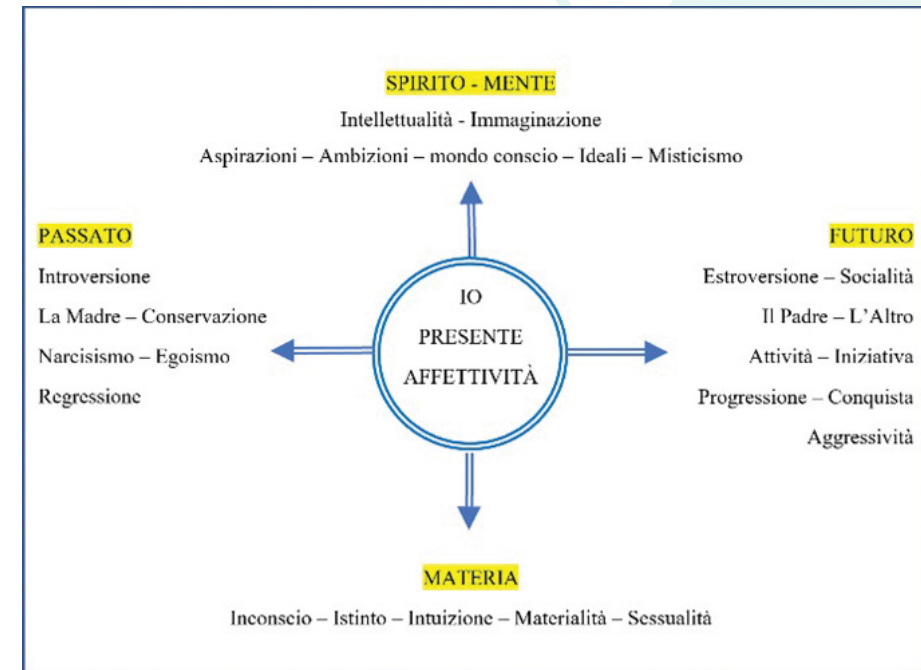 SPIRITO - MENTE
Intellettualità - Immaginazione
Aspirazioni – Ambizioni – mondo conscio – Ideali – Misticismo
PASSATO
Introversione
La Madre – Conservazione
Narcisismo – Egoismo
Regressione
IO
PRESENTE
AFFETTIVITÀ
FUTURO
Estroversione – Socialità
Il Padre – L'Altro
Attività – Iniziativa
Progressione – Conquista
Aggressività
MATERIA
Inconscio – Istinto – Intuizione – Materialità – Sessualità